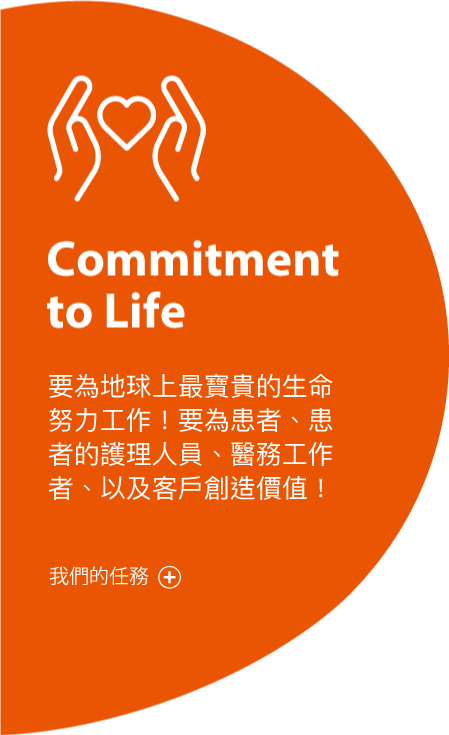 Commitment
to Life
要為地球上最寶貴的生命
努力工作！要為患者、患
者的護理人員、醫務工作
者、以及客戶創造價值！
我們的任務